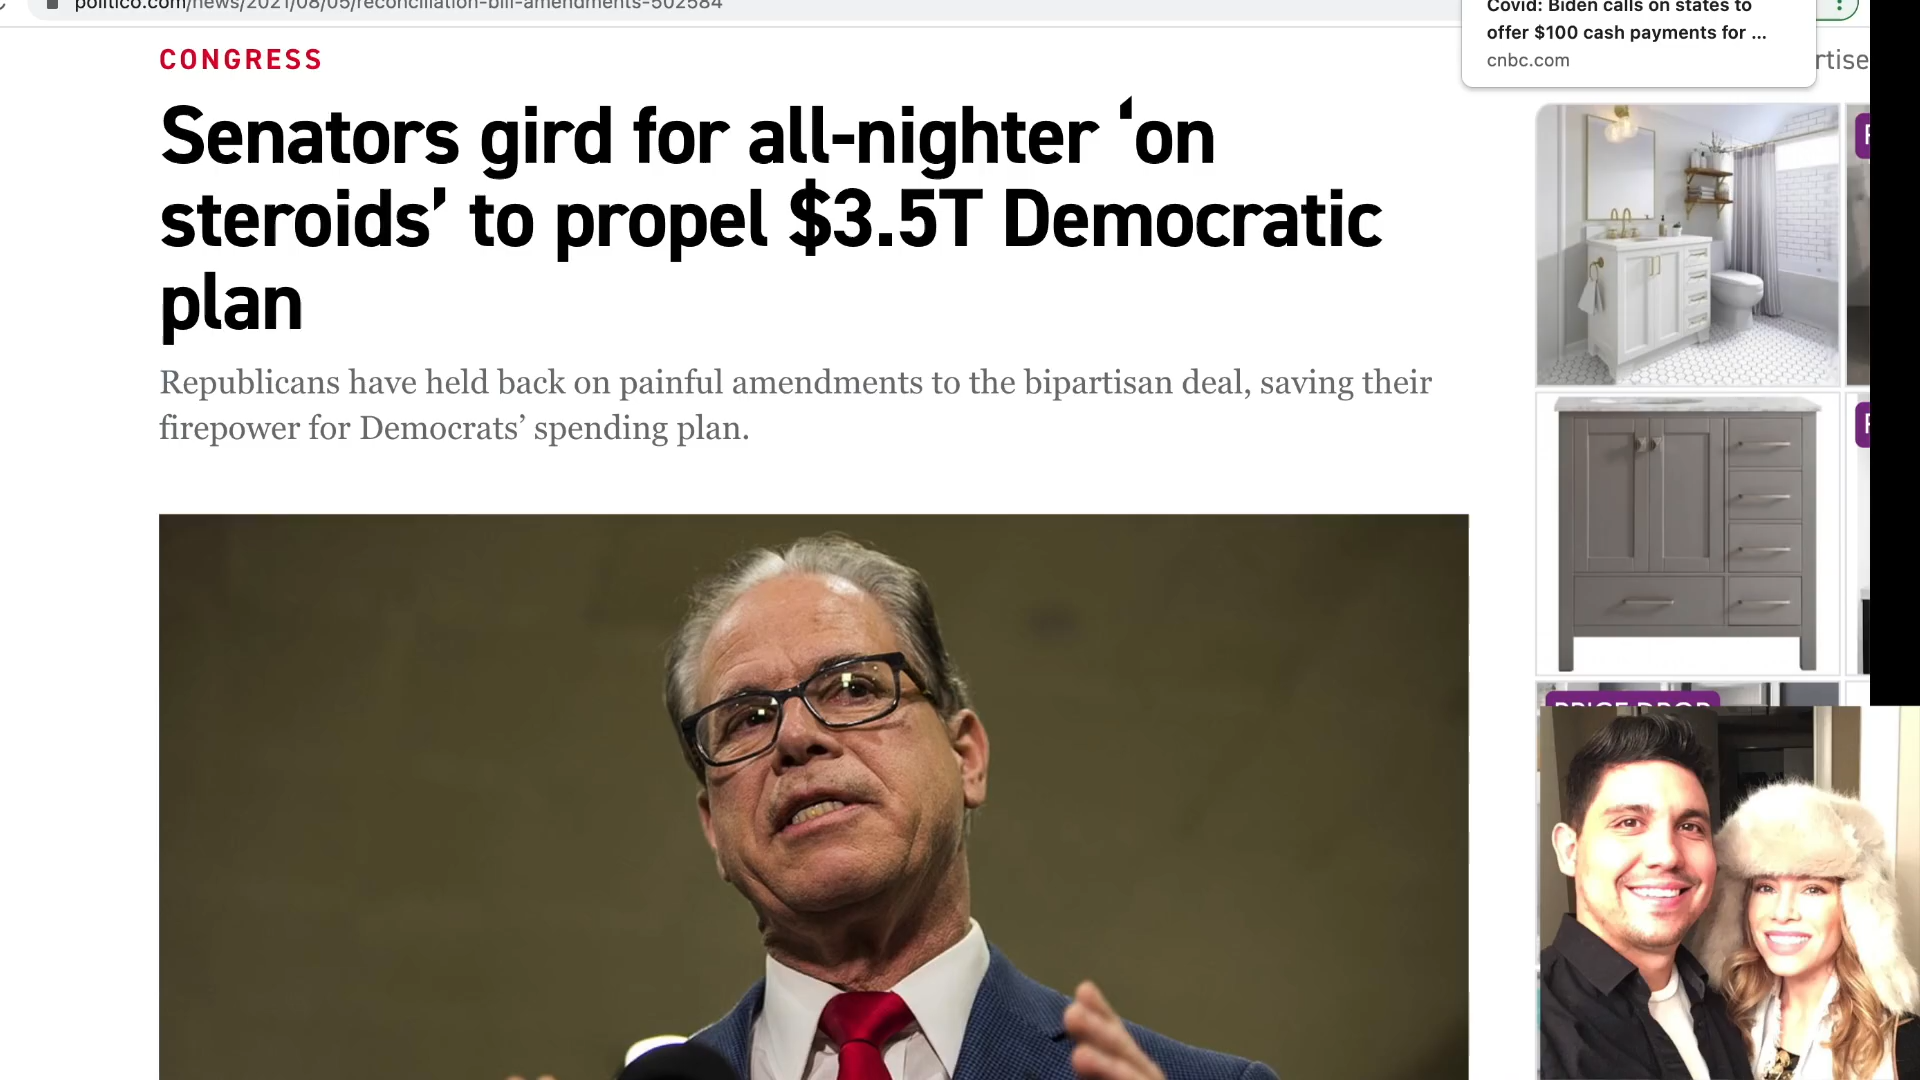 politico.com/news/2021/08/05/reconciliation-bill-amendments-502584
Covid: Biden calls on states to
offer $100 cash payments for ...
cnbc.com
CONGRESS
Senators gird for all-nighter ‘on
steroids’ to propel $3.5T Democratic
plan
Republicans have held back on painful amendments to the bipartisan deal, saving their
firepower for Democrats’ spending plan.
PRICE DROP